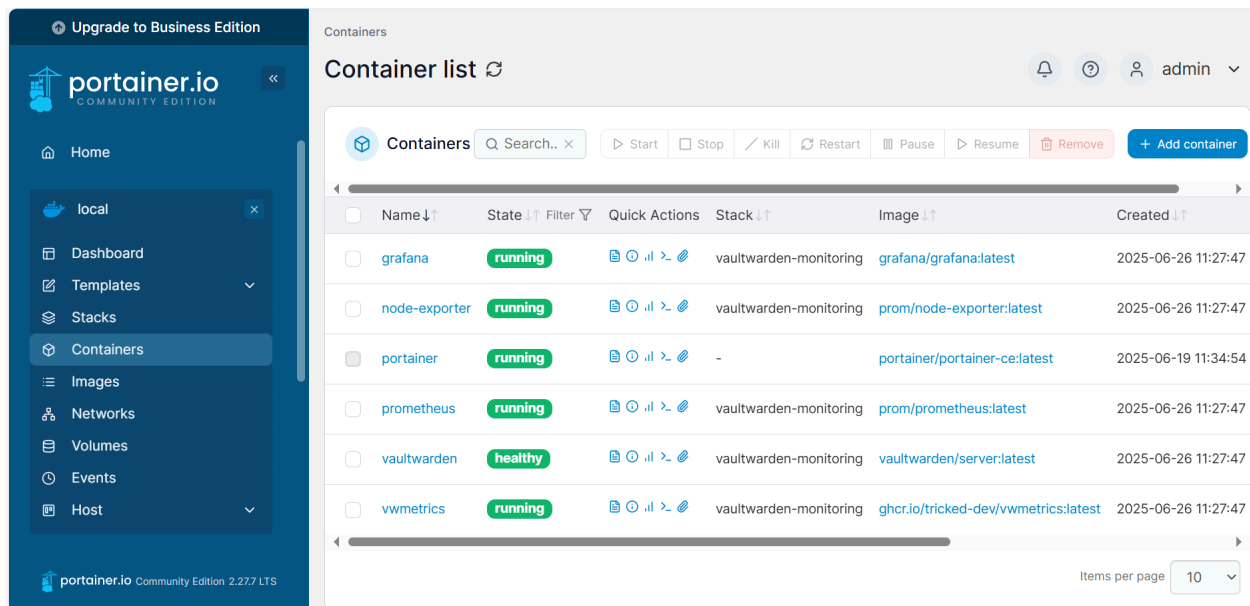 Upgrade to Business Edition
portainer.io
COMMUNITY EDITION
Home
local
Dashboard
Templates
Stacks
Containers
Images
Networks
Volumes
Events
Host
portainer.io Community Edition 2.27.7 LTS
Containers
Container list
admin
Containers Search.. Start Stop Kill Restart Pause Resume Remove + Add container
Name State Filter Quick Actions Stack Image Created
grafana running vaultwarden-monitoring grafana/grafana:latest 2025-06-26 11:27:47
node-exporter running vaultwarden-monitoring prom/node-exporter:latest 2025-06-26 11:27:47
portainer running - portainer/portainer-ce:latest 2025-06-19 11:34:54
prometheus running vaultwarden-monitoring prom/prometheus:latest 2025-06-26 11:27:47
vaultwarden healthy vaultwarden-monitoring vaultwarden/server:latest 2025-06-26 11:27:47
vwmetrics running vaultwarden-monitoring ghcr.io/tricked-dev/vwmetrics:latest 2025-06-26 11:27:47
Items per page 10